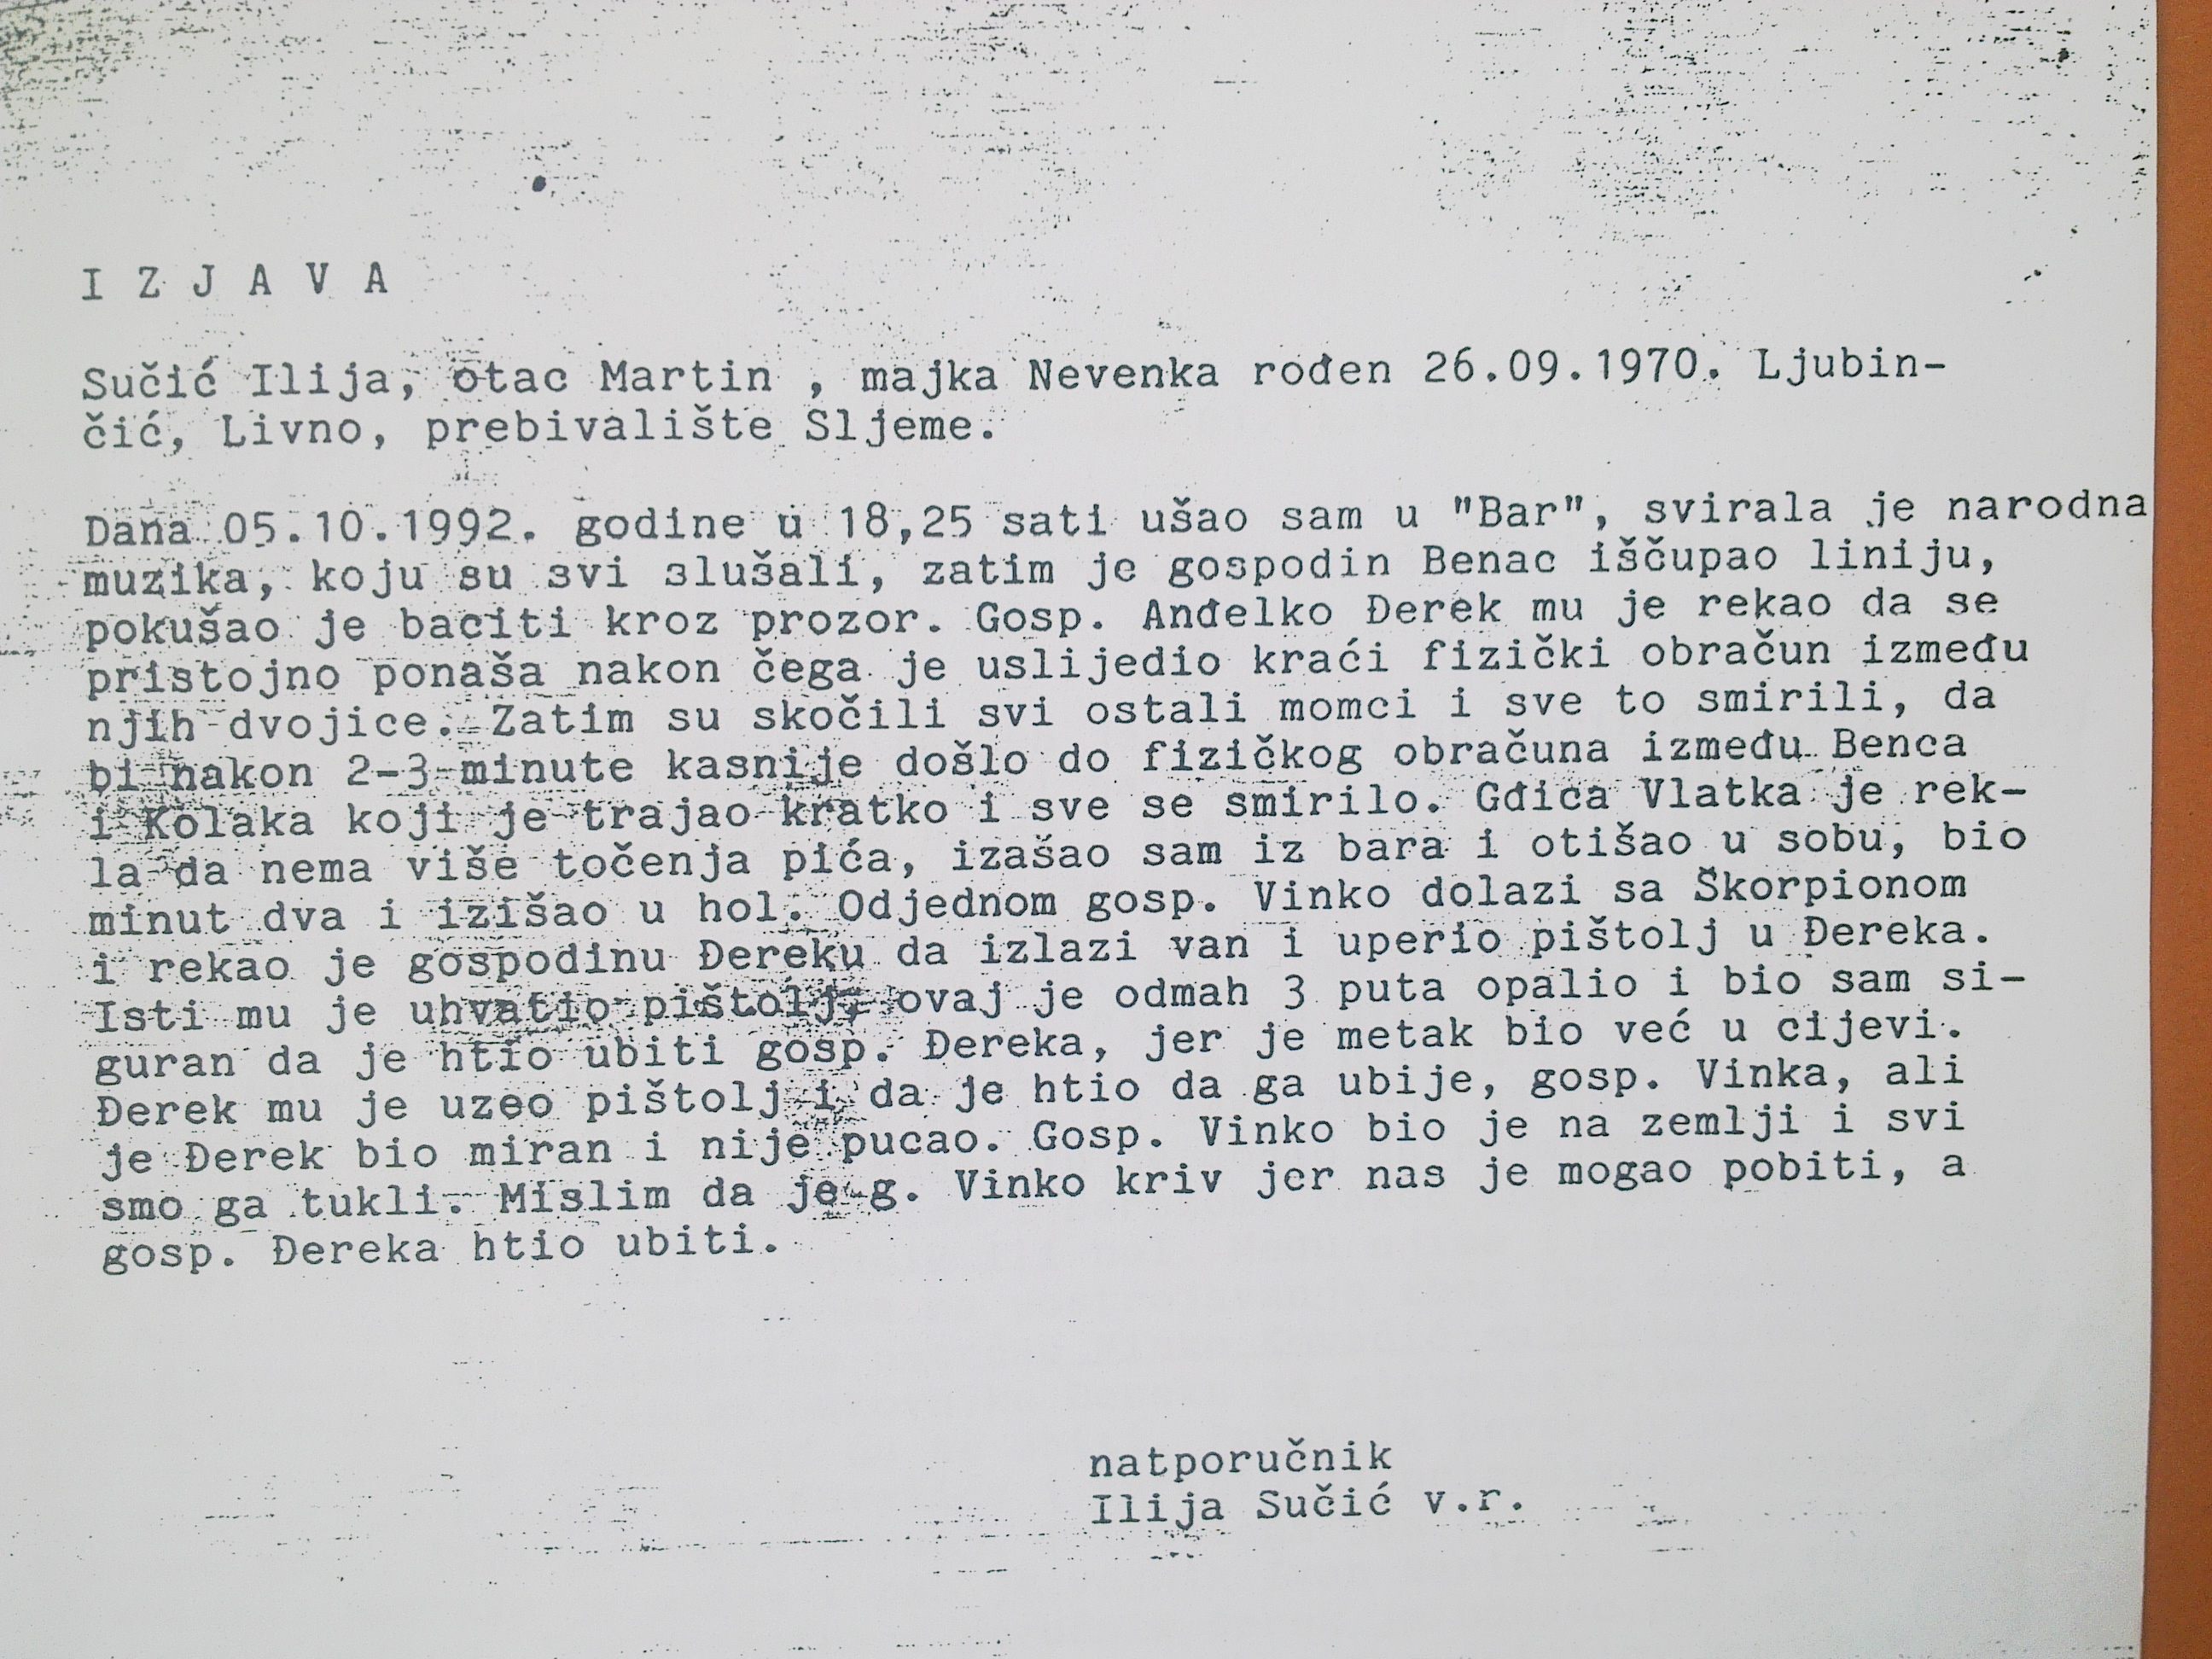 I Z J A V A
Sučić Ilija, otac Martin , majka Nevenka rođen 26.09.1970. Ljubin-
čić, Livno, prebivalište Sljeme.
Dana 05.10.1992. godine u 18,25 sati ušao sam u "Bar", svirala je narodna
muzika, koju su svi slušali, zatim je gospodin Benac iščupao liniju,
pokušao je baciti kroz prozor. Gosp. Anđelko Đerek mu je rekao da se
pristojno ponaša nakon čega je uslijedio kraći fizički obračun između
njih dvojice. Zatim su skočili svi ostali momci i sve to smirili, da
bi nakon 2-3 minute kasnije došlo do fizičkog obračuna između Benca
i Kolaka koji je trajao kratko i sve se smirilo. Gđica Vlatka je rek-
la da nema više točenja pića, izašao sam iz bara i otišao u sobu, bio
minut dva i izišao u hol. Odjednom gosp. Vinko dolazi sa Škorpionom
i rekao je gospodinu Đereku da izlazi van i uperio pištolj u Đereka.
Isti mu je uhvatio pištolj, ovaj je odmah 3 puta opalio i bio sam si-
guran da je htio ubiti gosp. Đereka, jer je metak bio već u cijevi.
Đerek mu je uzeo pištolj i da je htio da ga ubije, gosp. Vinka, ali
je Đerek bio miran i nije pucao. Gosp. Vinko bio je na zemlji i svi
smo ga tukli. Mislim da je g. Vinko kriv jer nas je mogao pobiti, a
gosp. Đereka htio ubiti.
natporučnik
Ilija Sučić v.r.